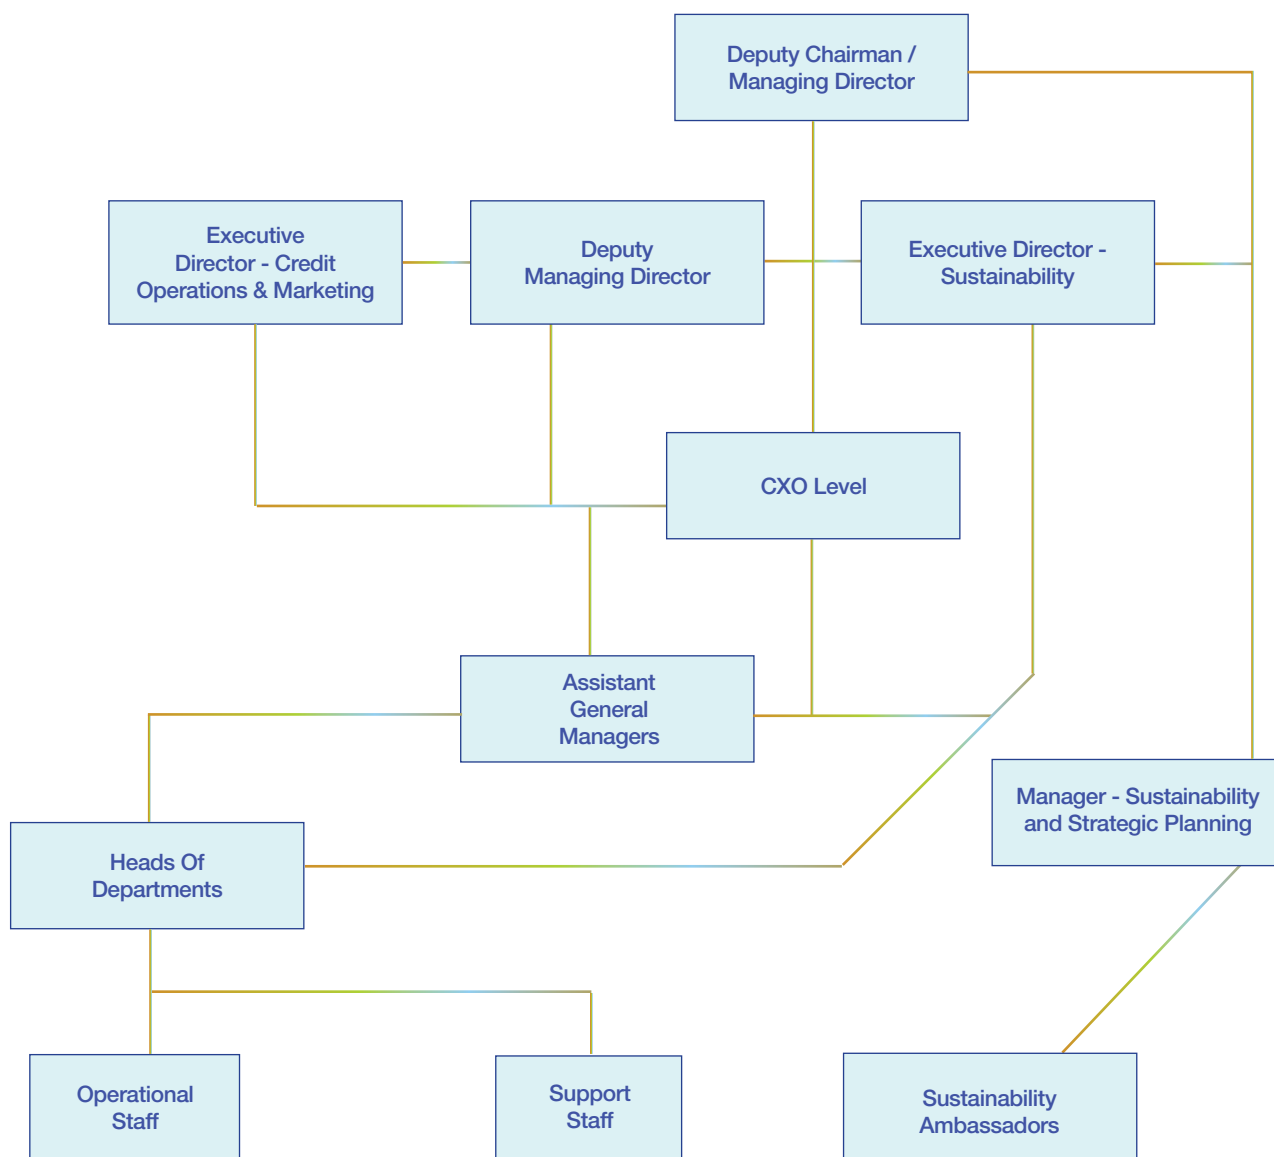 Deputy Chairman /
Managing Director
Executive
Director - Credit
Operations & Marketing
Deputy
Managing Director
Executive Director -
Sustainability
CXO Level
Assistant
General
Managers
Manager - Sustainability
and Strategic Planning
Heads Of
Departments
Operational
Staff
Support
Staff
Sustainability
Ambassadors